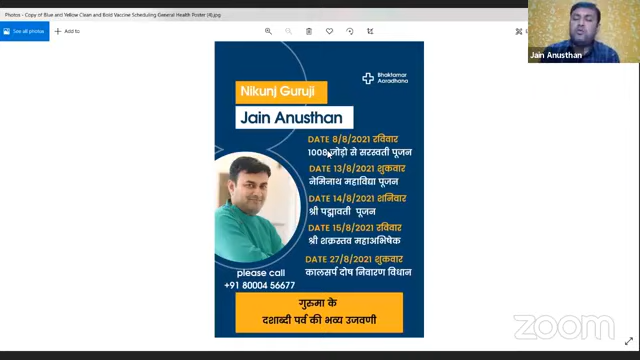 Photos - Copy of Blue and Yellow Clean and Bold Vaccine Scheduling General Health Poster (4).jpg
See all photos
Add to
Jain Anusthan
Bhaktamar
Aaradhana
Nikunj Guruji
Jain Anusthan
DATE 8/8/2021 रविवार
1008 जोड़ो से सरस्वती पूजन
DATE 13/8/2021 शुक्रवार
नेमिनाथ महाविद्या पूजन
DATE 14/8/2021 शनिवार
श्री पद्मावती पूजन
DATE 15/8/2021 रविवार
श्री शक्रस्तव महाअभिषेक
DATE 27/8/2021 शुक्रवार
कालसर्प दोष निवारण विधान
please call
+91 80004 56677
गुरुमा के
दशाब्दी पर्व की भव्य उजवणी
zoom